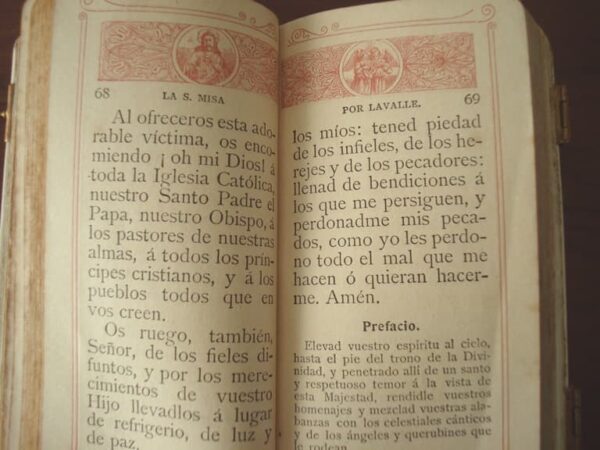 68 LA S. MISA
Al ofreceros esta ado-
rable víctima, os enco-
miendo ¡oh mi Dios! á
toda la Iglesia Católica,
nuestro Santo Padre el
Papa, nuestro Obispo, á
los pastores de nuestras
almas, á todos los prín-
cipes cristianos, y á los
pueblos todos que en
vos creen.
Os ruego, también,
Señor, de los fieles di-
funtos, y por los mere-
cimientos de vuestro
Hijo llevadlos á lugar
de refrigerio, de luz y
de paz.
POR LAVALLE. 69
los míos: tened piedad
de los infieles, de los he-
rejes y de los pecadores:
llenad de bendiciones á
los que me persiguen, y
perdonadme mis peca-
dos, como yo les perdo-
no todo el mal que me
hacen ó quieran hacer-
me. Amén.
Prefacio.
Elevad vuestro espíritu al cielo,
hasta el pie del trono de la Divi-
nidad, y penetrado allí de un santo
y respetuoso temor á la vista de
esta Majestad, rendidle vuestros
homenajes y mezclad vuestras ala-
banzas con los celestiales cánticos
y de los ángeles y querubines que
le rodean.